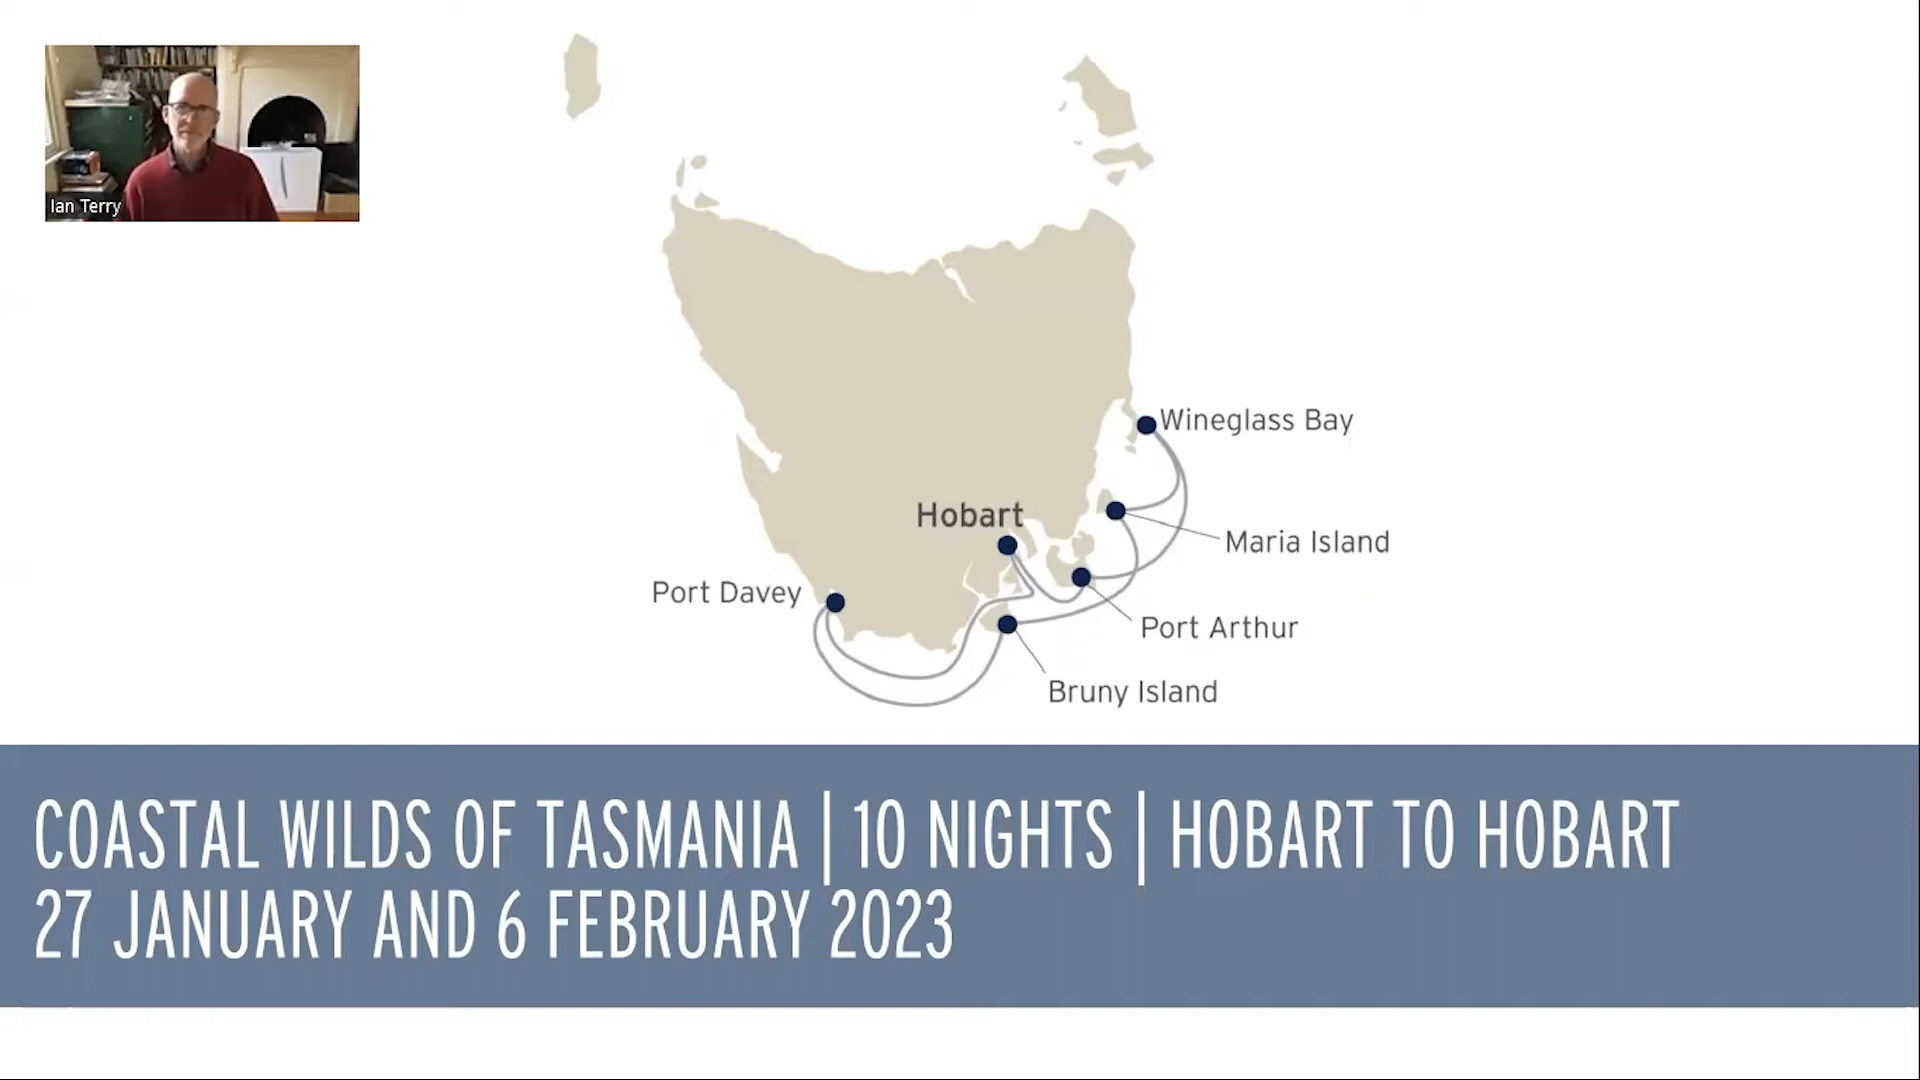 Ian Terry
Wineglass Bay
Hobart
Maria Island
Port Davey
Port Arthur
Bruny Island
COASTAL WILDS OF TASMANIA | 10 NIGHTS | HOBART TO HOBART
27 JANUARY AND 6 FEBRUARY 2023